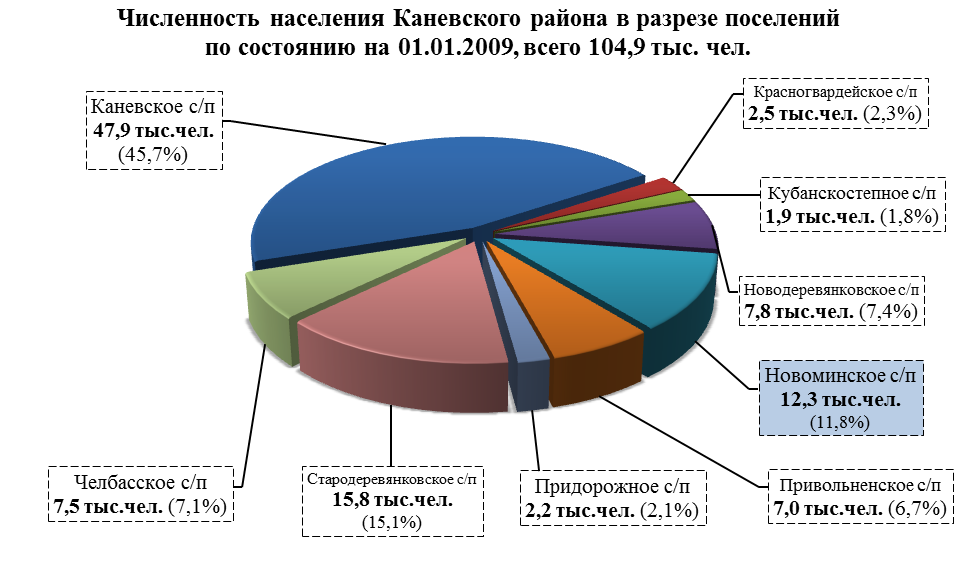 Численность населения Каневского района в разрезе поселений
по состоянию на 01.01.2009, всего 104,9 тыс. чел.
Каневское с/п
47,9 тыс.чел.
(45,7%)
Красногвардейское с/п
2,5 тыс.чел. (2,3%)
Кубанскостепное с/п
1,9 тыс.чел. (1,8%)
Новодеревянковское с/п
7,8 тыс.чел. (7,4%)
Новоминское с/п
12,3 тыс.чел.
(11,8%)
Привольненское с/п
7,0 тыс.чел. (6,7%)
Придорожное с/п
2,2 тыс.чел. (2,1%)
Стародеревянковское с/п
15,8 тыс.чел.
(15,1%)
Челбасское с/п
7,5 тыс.чел. (7,1%)